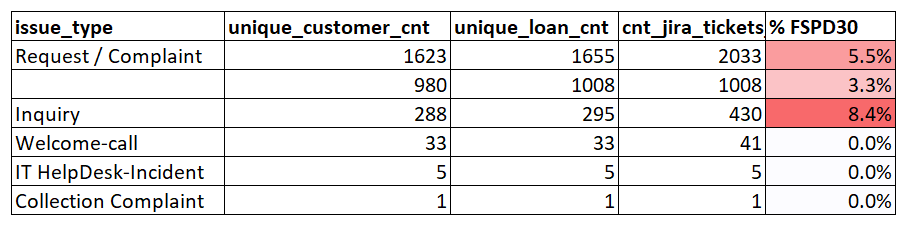 issue_type unique_customer_cnt unique_loan_cnt cnt_jira_tickets % FSPD30
Request / Complaint 1623 1655 2033 5.5%
980 1008 1008 3.3%
Inquiry 288 295 430 8.4%
Welcome-call 33 33 41 0.0%
IT HelpDesk-Incident 5 5 5 0.0%
Collection Complaint 1 1 1 0.0%